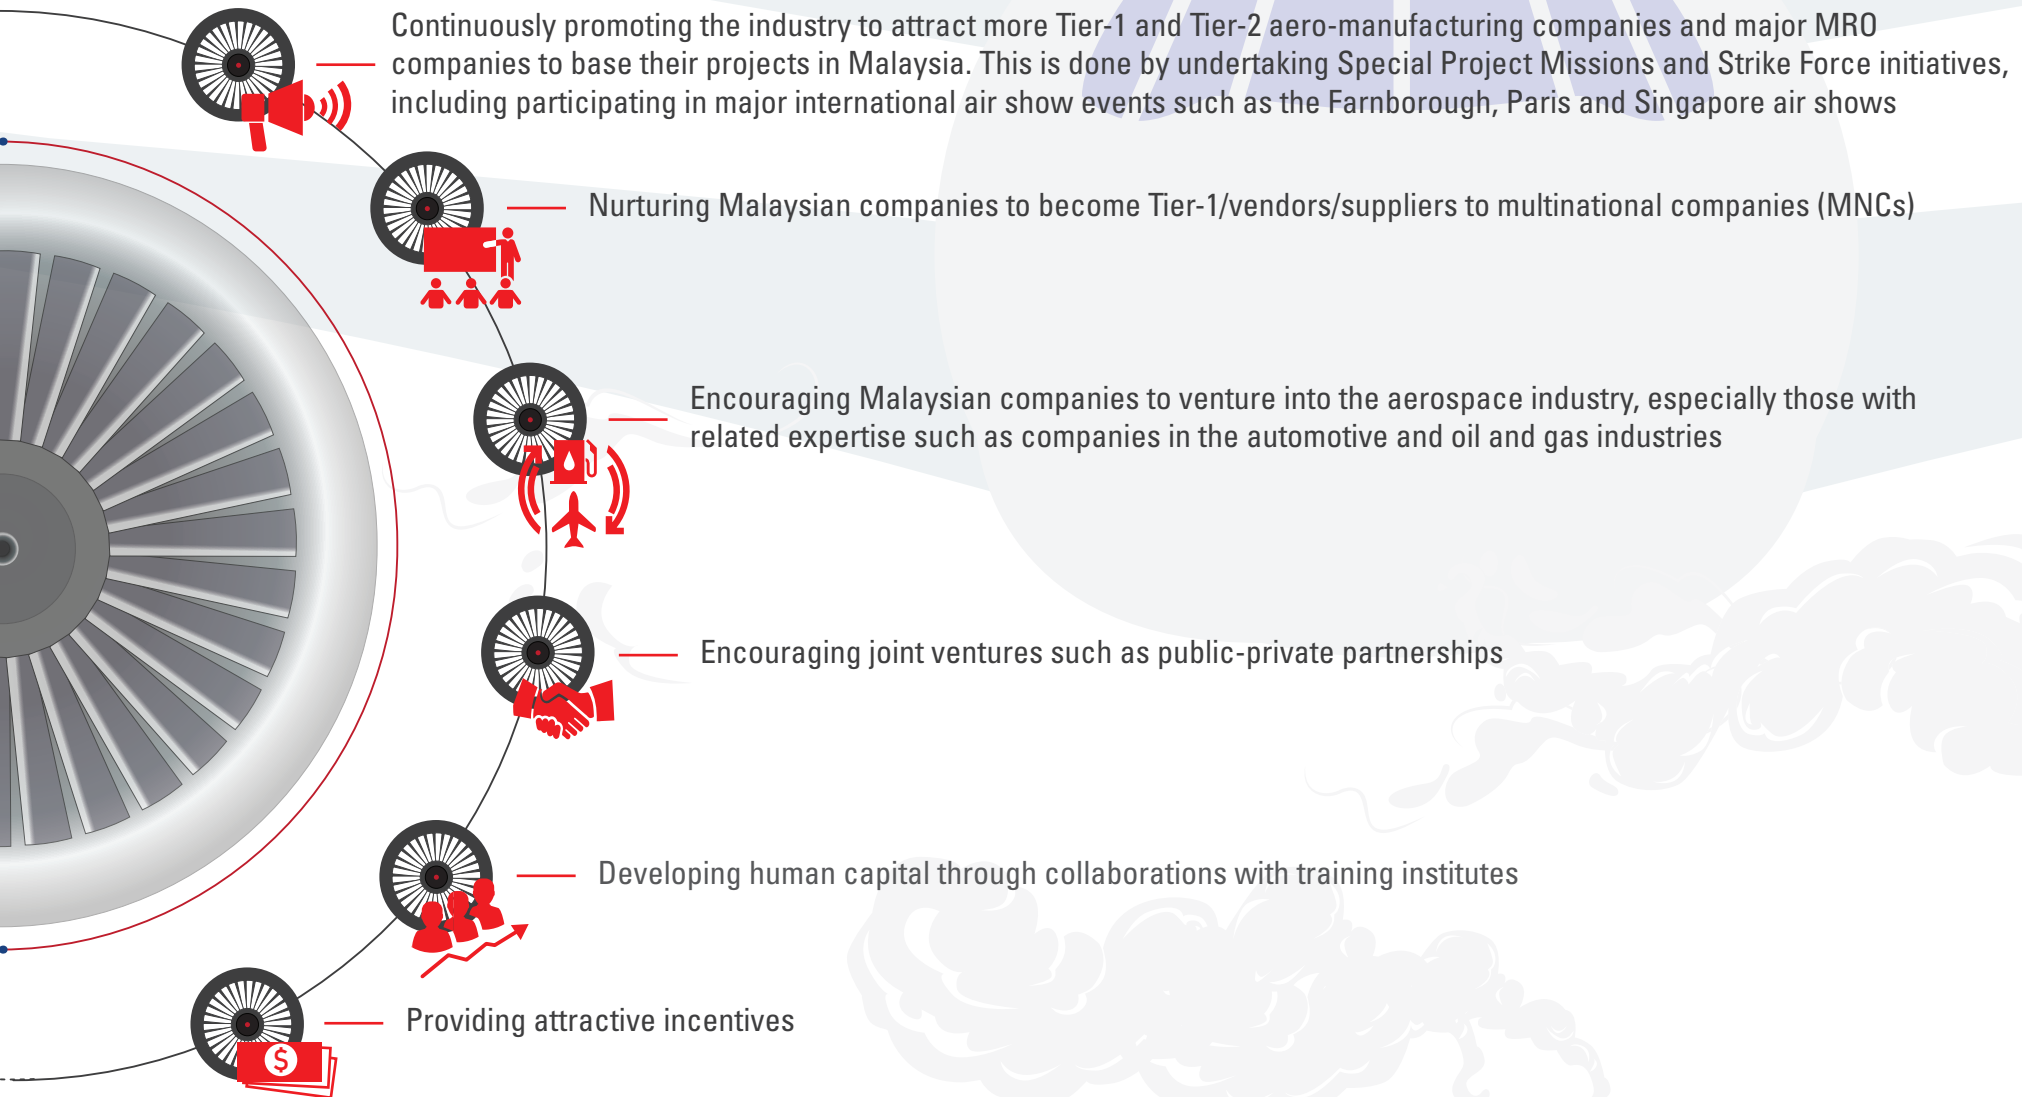 Continuously promoting the industry to attract more Tier-1 and Tier-2 aero-manufacturing companies and major MRO
companies to base their projects in Malaysia. This is done by undertaking Special Project Missions and Strike Force initiatives,
including participating in major international air show events such as the Farnborough, Paris and Singapore air shows
Nurturing Malaysian companies to become Tier-1/vendors/suppliers to multinational companies (MNCs)
Encouraging Malaysian companies to venture into the aerospace industry, especially those with
related expertise such as companies in the automotive and oil and gas industries
Encouraging joint ventures such as public-private partnerships
Developing human capital through collaborations with training institutes
Providing attractive incentives
$